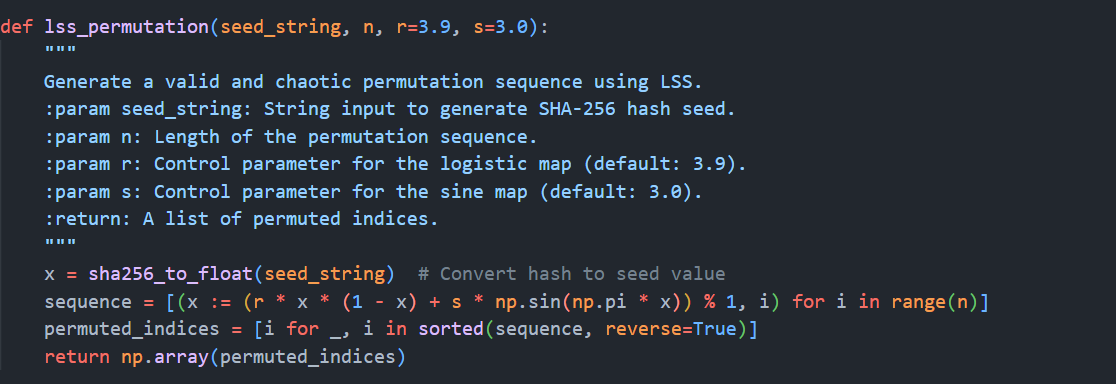 def lss_permutation(seed_string, n, r=3.9, s=3.0):
    """
    Generate a valid and chaotic permutation sequence using LSS.
    :param seed_string: String input to generate SHA-256 hash seed.
    :param n: Length of the permutation sequence.
    :param r: Control parameter for the logistic map (default: 3.9).
    :param s: Control parameter for the sine map (default: 3.0).
    :return: A list of permuted indices.
    """
    x = sha256_to_float(seed_string)  # Convert hash to seed value
    sequence = [(x := (r * x * (1 - x) + s * np.sin(np.pi * x)) % 1, i) for i in range(n)]
    permuted_indices = [i for _, i in sorted(sequence, reverse=True)]
    return np.array(permuted_indices)